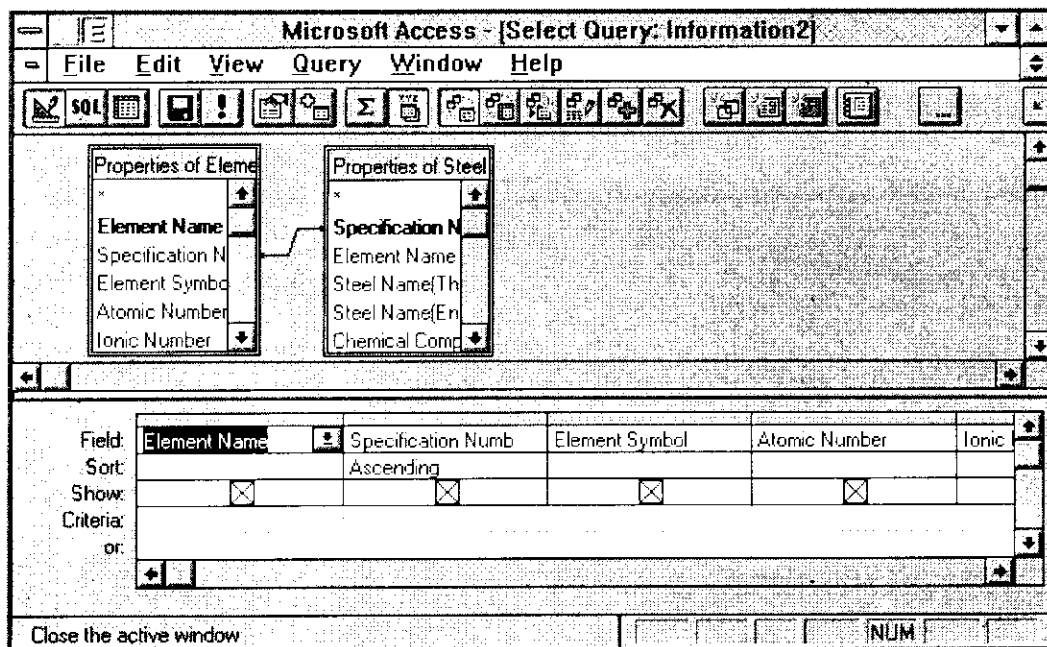 Microsoft Access - [Select Query: Information2]
File Edit View Query Window Help
SQL Σ ...
Properties of Eleme
*
Element Name
Specification N
Element Symbo
Atomic Number
Ionic Number
Properties of Steel
*
Specification N
Element Name
Steel Name(Th
Steel Name(En
Chemical Comp
Field: Element Name Specification Numb Element Symbol Atomic Number Ionic
Sort: Ascending
Show:
Criteria:
or:
Close the active window NUM